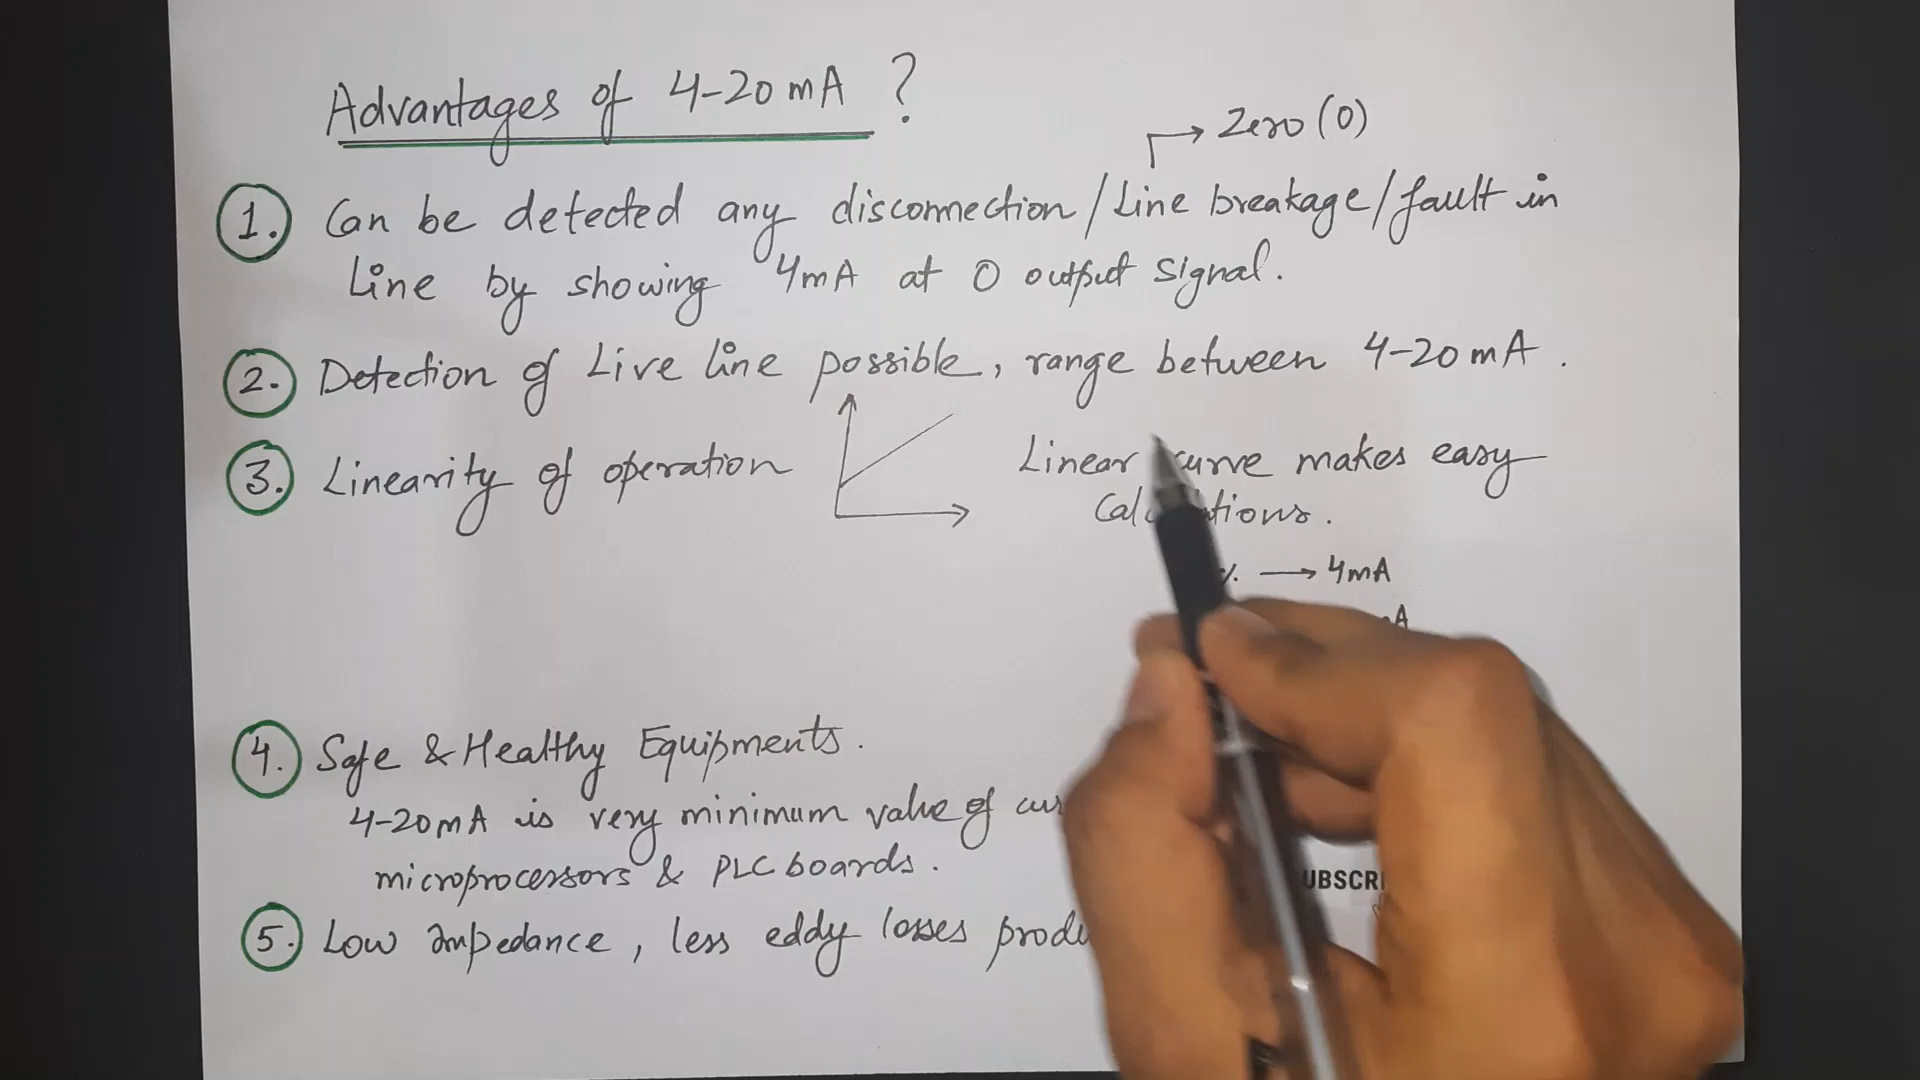 Advantages of 4-20 mA ?
→ Zero (0)
1. Can be detected any disconnection/Line breakage/fault in
Line by showing 4mA at 0 output signal.
2. Detection of Live line possible, range between 4-20 mA.
3. Linearity of operation
Linear curve makes easy
% → 4mA
4. Safe & Healthy Equipments.
4-20mA is very minimum value of
microprocessors & PLC boards.
5. Low impedance, less eddy losses